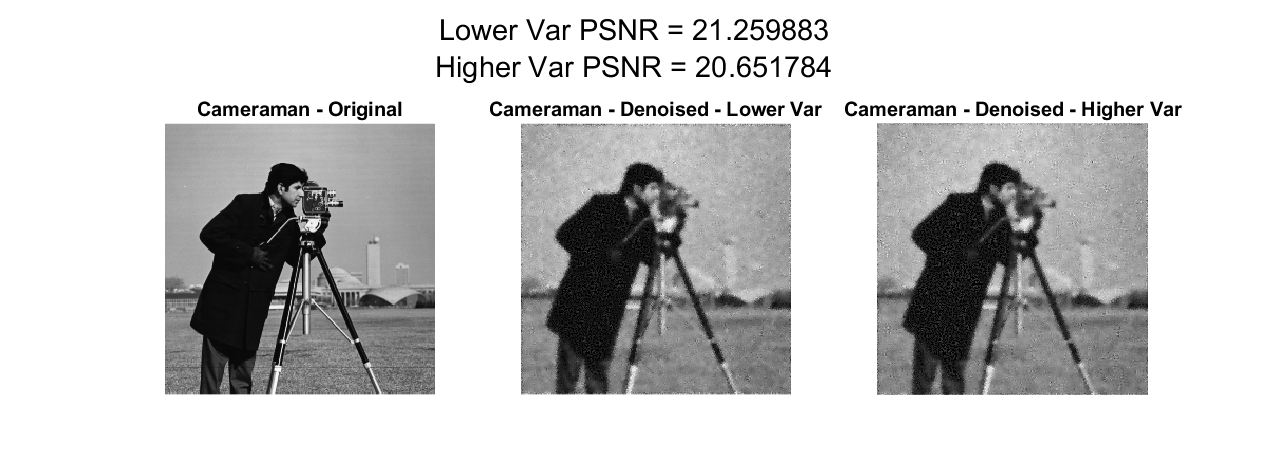 Lower Var PSNR = 21.259883
Higher Var PSNR = 20.651784
Cameraman - Original
Cameraman - Denoised - Lower Var
Cameraman - Denoised - Higher Var